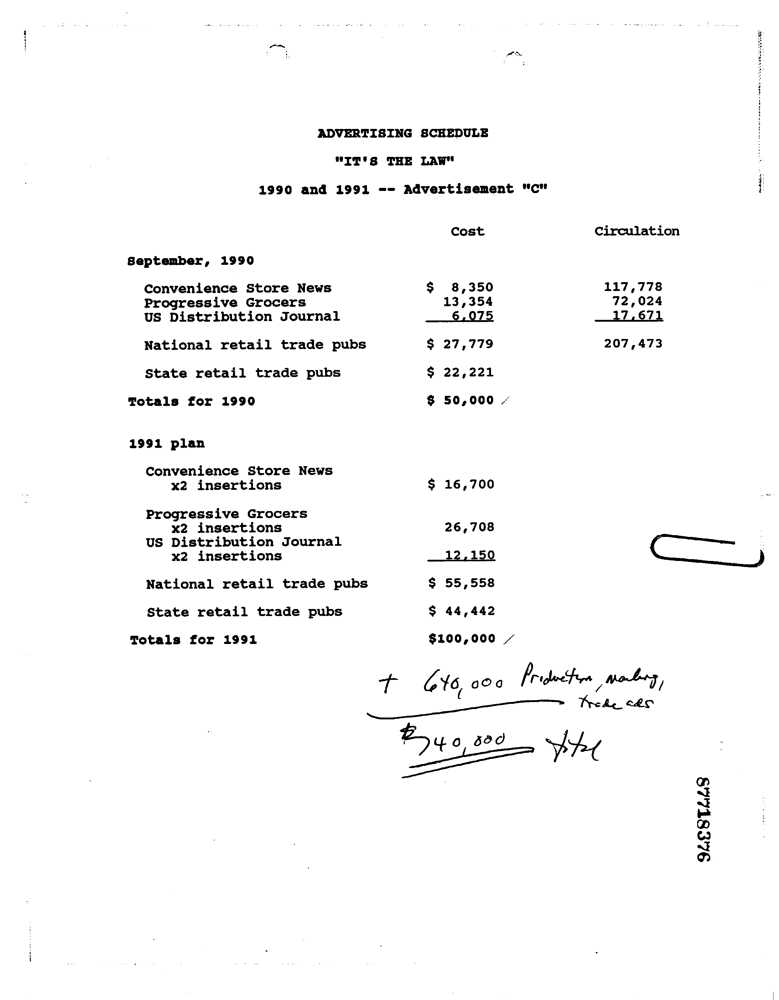 ADVERTISING SCHEDULE
"IT'S THE LAW"
1990 and 1991 -- Advertisement "C"
Cost Circulation
September, 1990
Convenience Store News $ 8,350 117,778
Progressive Grocers 13,354 72,024
US Distribution Journal 6,075 17,671
National retail trade pubs $ 27,779 207,473
State retail trade pubs $ 22,221
Totals for 1990 $ 50,000 /
1991 plan
Convenience Store News
x2 insertions $ 16,700
Progressive Grocers
x2 insertions 26,708
US Distribution Journal
x2 insertions 12,150
National retail trade pubs $ 55,558
State retail trade pubs $ 44,442
Totals for 1991 $100,000 /
+ 640,000 Production, mailing,
trade ads
$740,000 total
87718376